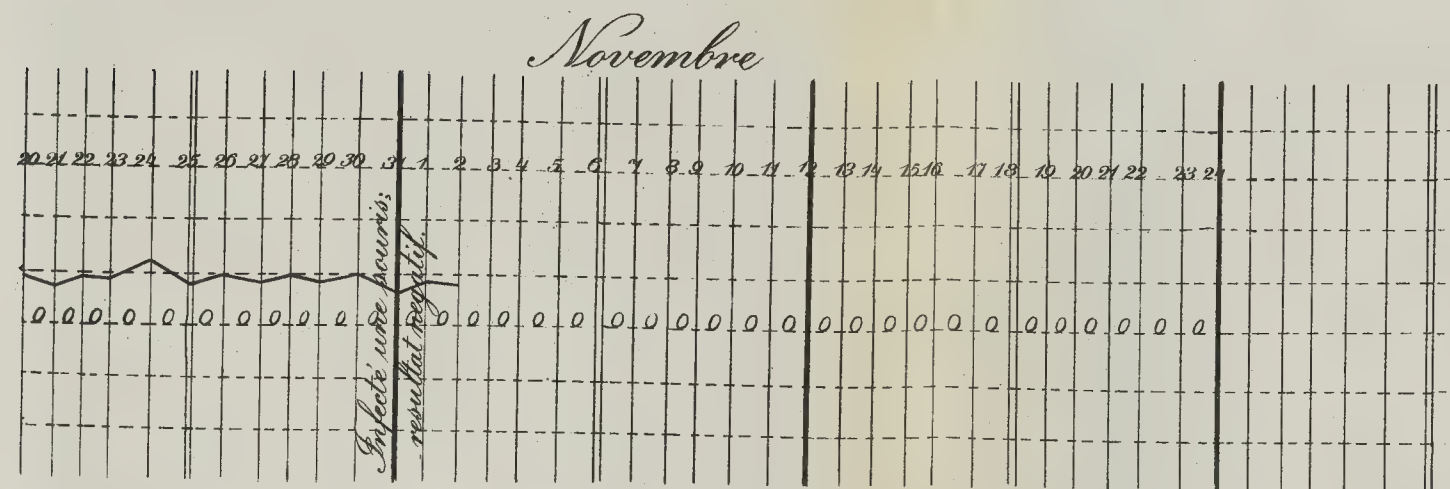 Novembre
20 21 22 23 24 25 26 27 28 29 30 31 1 2 3 4 5 6 7 8 9 10 11 12 13 14 15 16 17 18 19 20 21 22 23 24
0 0 0 0 0 0 0 0 0 0 0 0 0 0 0 0 0 0 0 0 0 0 0 0 0 0 0 0 0 0 0 0 0
Infecté une souris:
resultat negatif.